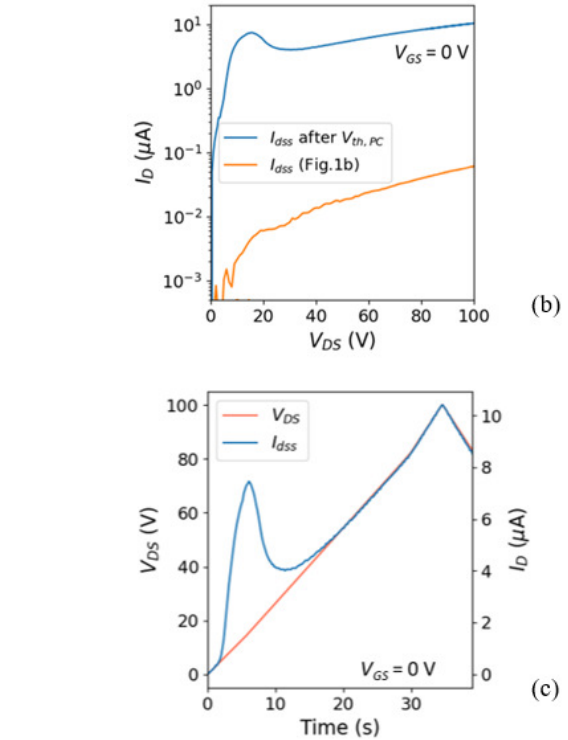 10¹
10⁰
10⁻¹
10⁻²
10⁻³
I_D (μA)
V_GS = 0 V
I_dss after V_th, PC
I_dss (Fig.1b)
0 20 40 60 80 100
V_DS (V)
(b)
100
80
60
40
20
0
V_DS (V)
V_DS
I_dss
10
8
6
4
2
0
I_D (μA)
V_GS = 0 V
0 10 20 30
Time (s)
(c)